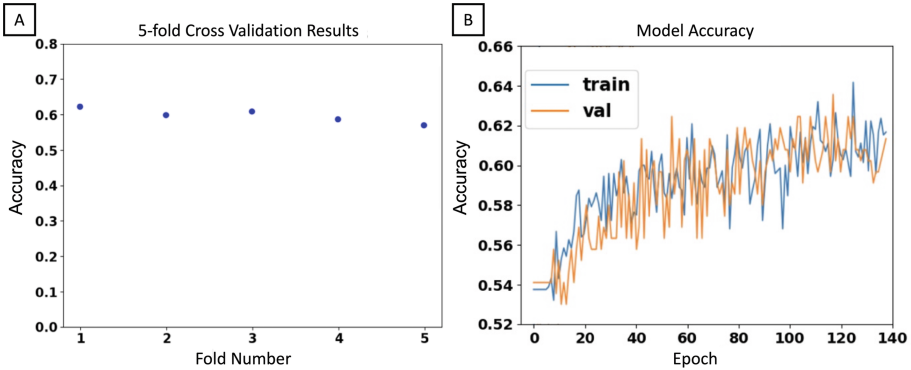 A
5-fold Cross Validation Results
0.8
0.7
0.6
0.5
0.4
0.3
0.2
0.1
0.0
Accuracy
1 2 3 4 5
Fold Number
B
Model Accuracy
0.66
0.64
0.62
0.60
0.58
0.56
0.54
0.52
Accuracy
train
val
0 20 40 60 80 100 120 140
Epoch